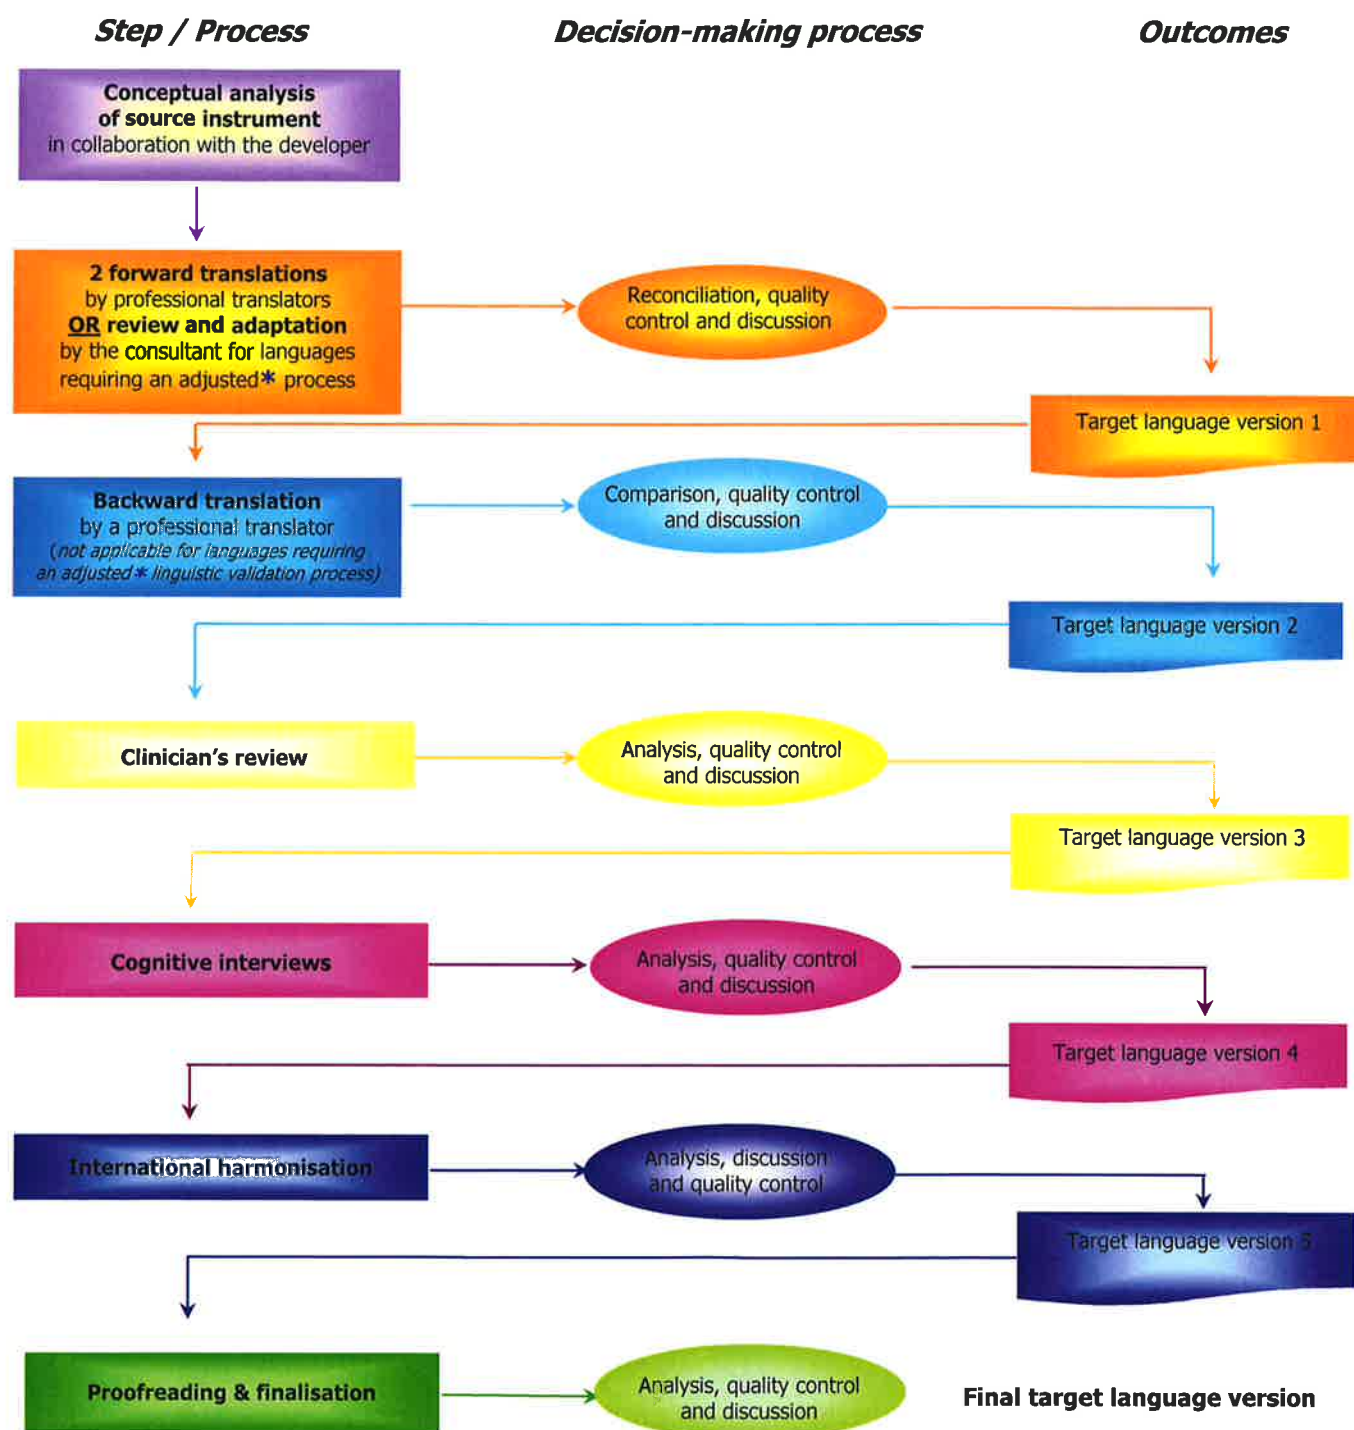 Step / Process
Decision-making process
Outcomes
Conceptual analysis
of source instrument
in collaboration with the developer
2 forward translations
by professional translators
OR review and adaptation
by the consultant for languages
requiring an adjusted* process
Reconciliation, quality
control and discussion
Target language version 1
Backward translation
by a professional translator
(not applicable for languages requiring
an adjusted* linguistic validation process)
Comparison, quality control
and discussion
Target language version 2
Clinician's review
Analysis, quality control
and discussion
Target language version 3
Cognitive interviews
Analysis, quality control
and discussion
Target language version 4
International harmonisation
Analysis, discussion
and quality control
Target language version 5
Proofreading & finalisation
Analysis, quality control
and discussion
Final target language version